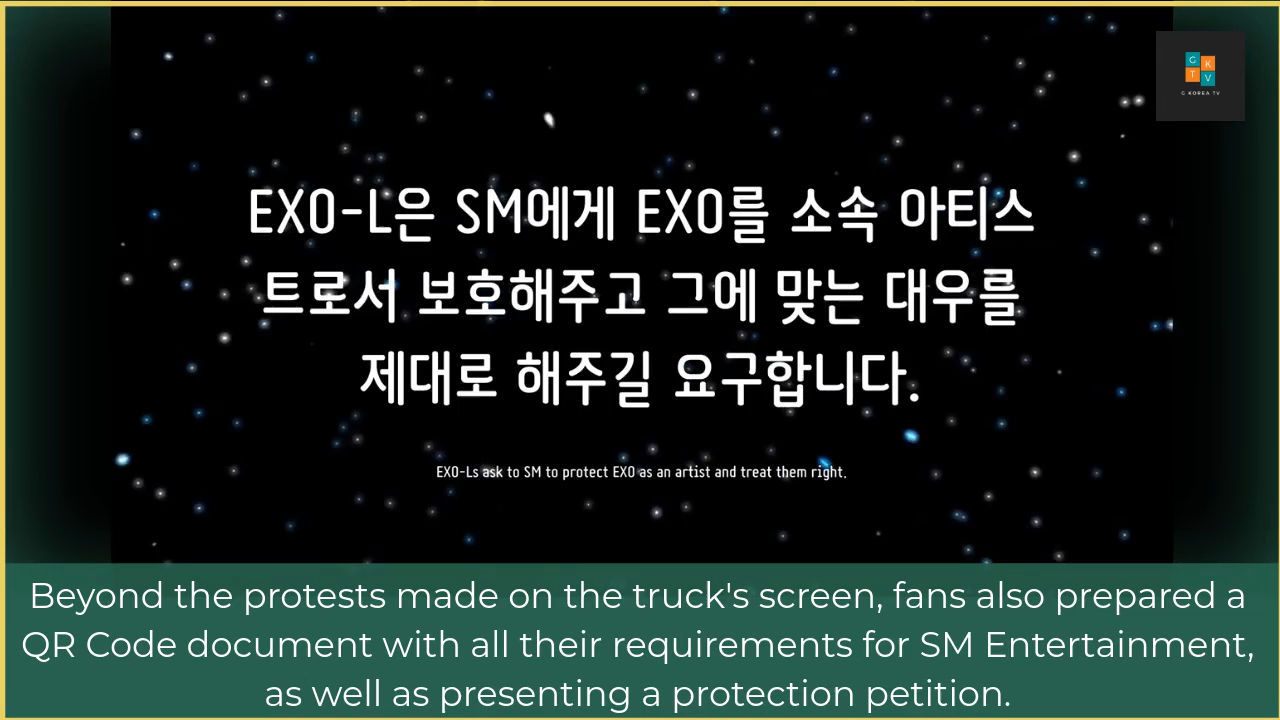 G K
T V
G KOREA TV
EXO-L은 SM에게 EXO를 소속 아티스
트로서 보호해주고 그에 맞는 대우를
제대로 해주길 요구합니다.
EXO-Ls ask to SM to protect EXO as an artist and treat them right.
Beyond the protests made on the truck's screen, fans also prepared a
QR Code document with all their requirements for SM Entertainment,
as well as presenting a protection petition.